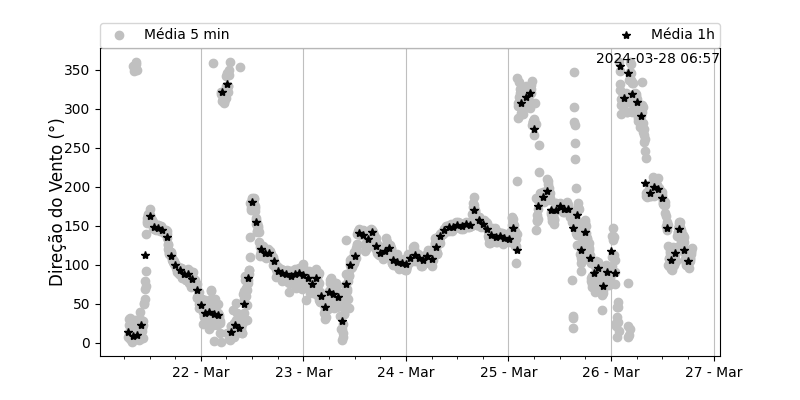 Média 5 min
Média 1h
2024-03-28 06:57
Direção do Vento (°)
350
300
250
200
150
100
50
0
22 - Mar
23 - Mar
24 - Mar
25 - Mar
26 - Mar
27 - Mar